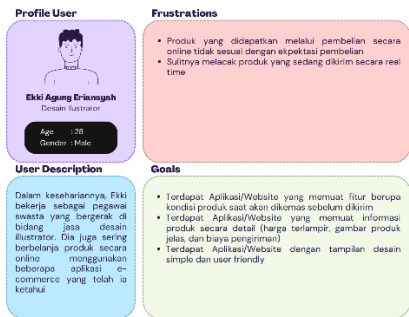 Profile User
Ekki Agung Eriansyah
Desain Ilustrator
Age : 28
Gender : Male
Frustrations
• Produk yang didapatkan melalui pembelian secara
online tidak sesuai dengan ekpektasi pembelian
• Sulitnya melacak produk yang sedang dikirim secara real
time
User Description
Dalam kesehariannya, Ekki
bekerja sebagai pegawai
swasta yang bergerak di
bidang jasa desain
illustrator. Dia juga sering
berbelanja produk secara
online menggunakan
beberapa aplikasi e-
commerce yang telah ia
ketahui
Goals
• Terdapat Aplikasi/Website yang memuat fitur berupa
kondisi produk saat akan dikemas sebelum dikirim
• Terdapat Aplikasi/Website yang memuat informasi
produk secara detail (harga terlampir, gambar produk
jelas, dan biaya pengiriman)
• Terdapat Aplikasi/Website dengan tampilan desain
simple dan user friendly